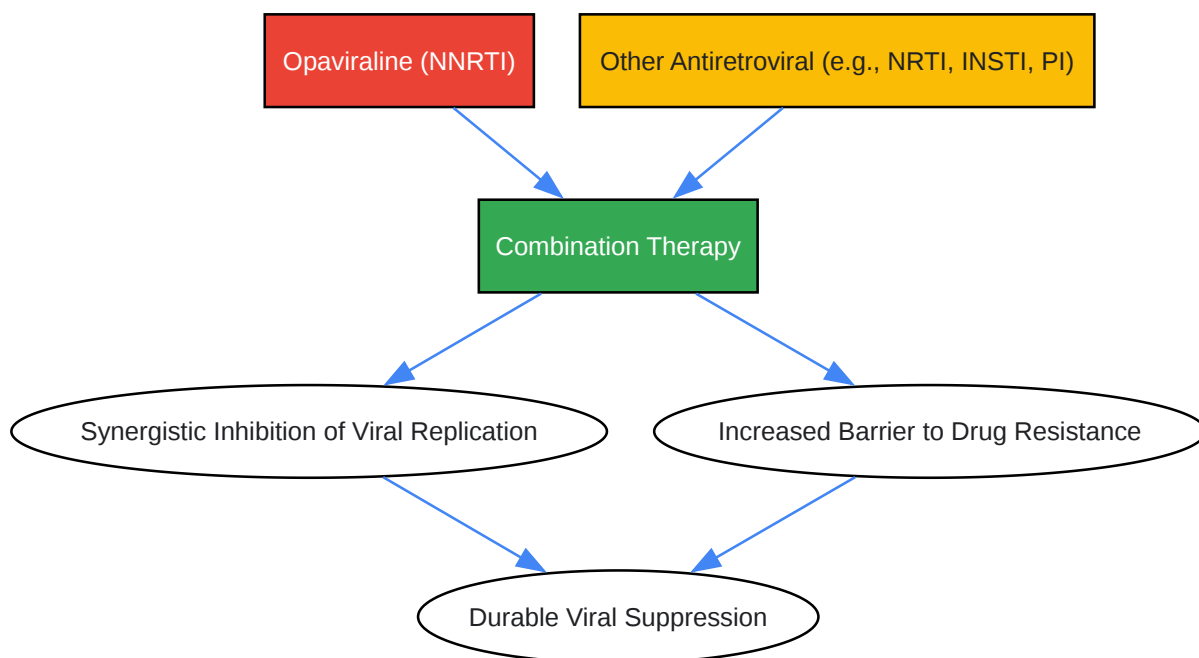 Opaviraline (NNRTI)
Other Antiretroviral (e.g., NRTI, INSTI, PI)
Combination Therapy
Synergistic Inhibition of Viral Replication
Increased Barrier to Drug Resistance
Durable Viral Suppression